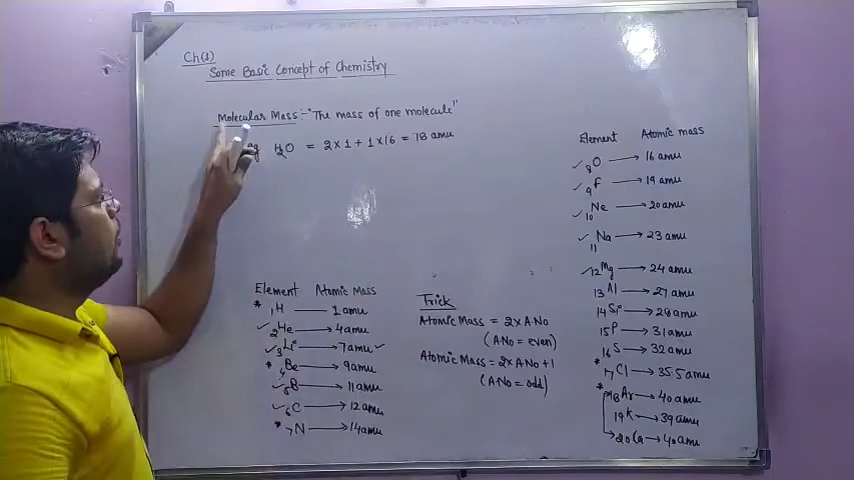 Ch(1)
Some Basic Concept of Chemistry
Molecular Mass :- "The mass of one molecule"
eg H₂O = 2×1 + 1×16 = 18 amu
Element Atomic Mass
* ₁H → 1 amu
✓ ₂He → 4 amu
✓ ₃Li → 7 amu ✓
* ₄Be → 9 amu
✓ ₅B → 11 amu
✓ ₆C → 12 amu
* ₇N → 14 amu
Trick
Atomic Mass = 2×A.No
(A.No = even)
Atomic Mass = 2×A.No+1
(A.No = odd)
Element Atomic mass
✓ ₈O → 16 amu
✓ ₉F → 19 amu
✓ ₁₀Ne → 20 amu
✓ ₁₁Na → 23 amu
✓ ₁₂Mg → 24 amu
₁₃Al → 27 amu
₁₄Si → 28 amu
₁₅P → 31 amu
₁₆S → 32 amu
* ₁₇Cl → 35.5 amu
* ₁₈Ar → 40 amu
₁₉K → 39 amu
₂₀Ca → 40 amu